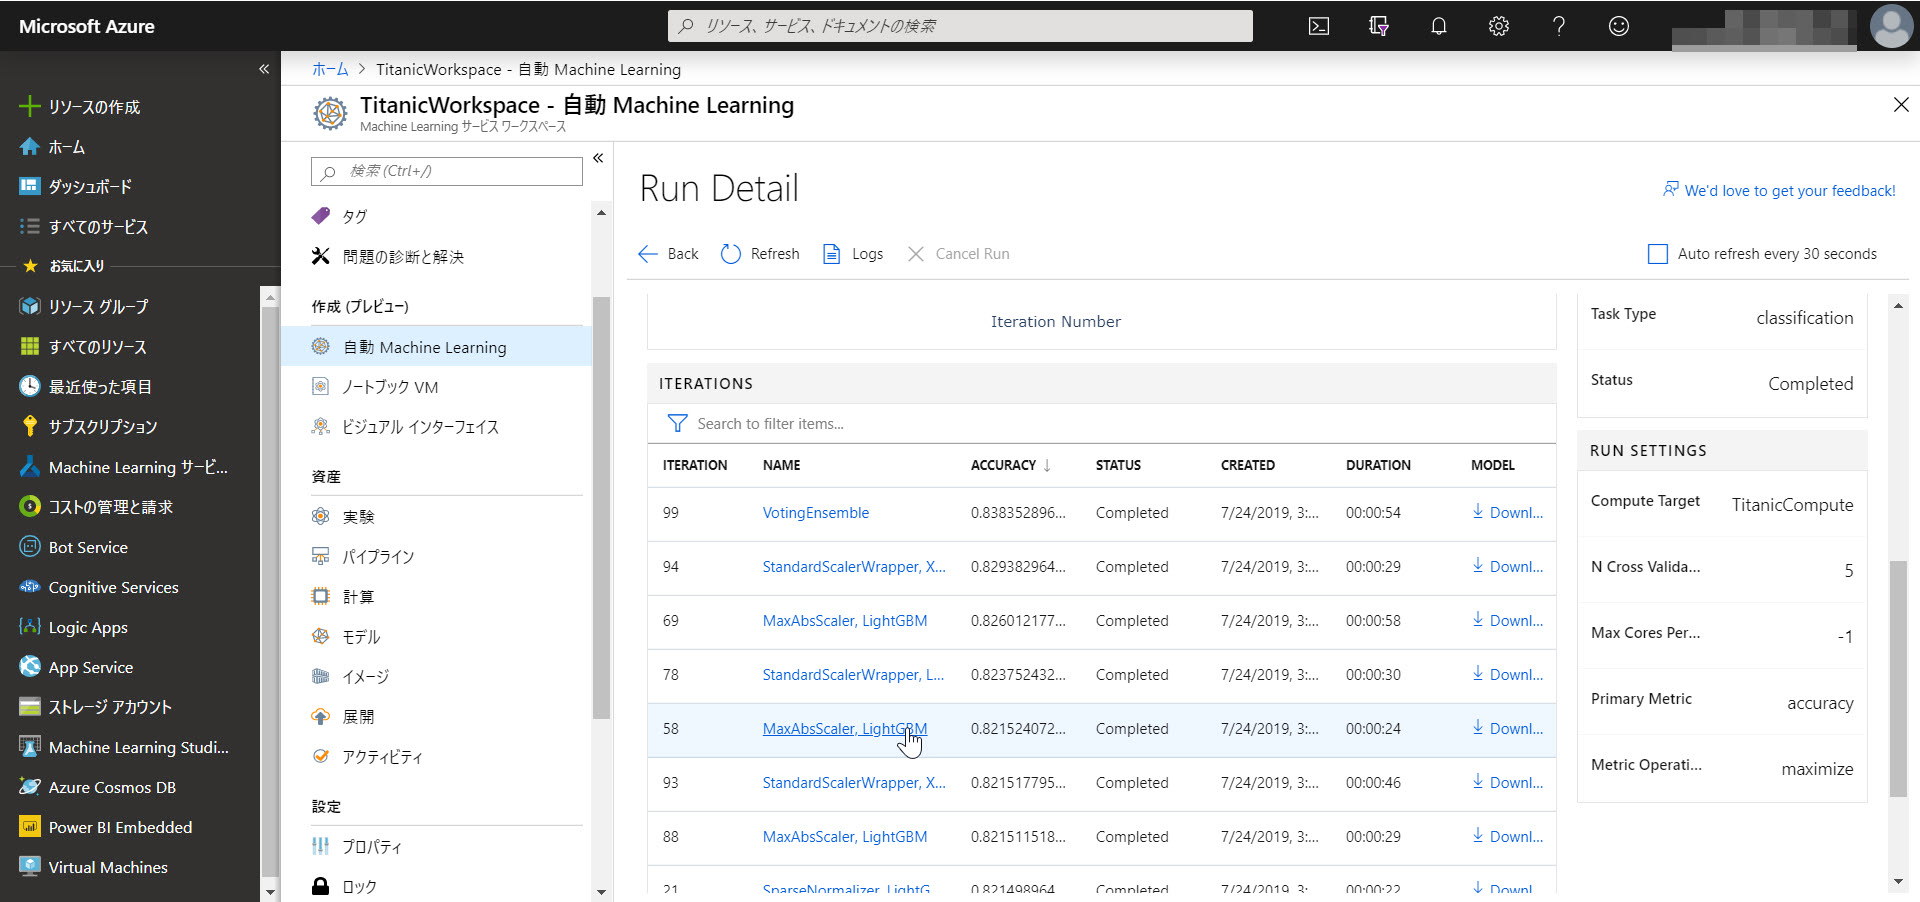 Microsoft Azure
リソース、サービス、ドキュメントの検索
ホーム > TitanicWorkspace - 自動 Machine Learning
TitanicWorkspace - 自動 Machine Learning
Machine Learning サービス ワークスペース
リソースの作成
ホーム
ダッシュボード
すべてのサービス
お気に入り
リソース グループ
すべてのリソース
最近使った項目
サブスクリプション
Machine Learning サービ...
コストの管理と請求
Bot Service
Cognitive Services
Logic Apps
App Service
ストレージ アカウント
Machine Learning Studi...
Azure Cosmos DB
Power BI Embedded
Virtual Machines
検索 (Ctrl+/)
タグ
問題の診断と解決
作成 (プレビュー)
自動 Machine Learning
ノートブック VM
ビジュアル インターフェイス
資産
実験
パイプライン
計算
モデル
イメージ
展開
アクティビティ
設定
プロパティ
ロック
Run Detail
We'd love to get your feedback!
Back Refresh Logs Cancel Run
Auto refresh every 30 seconds
Iteration Number
ITERATIONS
Search to filter items...
ITERATION NAME ACCURACY ↓ STATUS CREATED DURATION MODEL
99 VotingEnsemble 0.838352896... Completed 7/24/2019, 3:... 00:00:54 Downl...
94 StandardScalerWrapper, X... 0.829382964... Completed 7/24/2019, 3:... 00:00:29 Downl...
69 MaxAbsScaler, LightGBM 0.826012177... Completed 7/24/2019, 3:... 00:00:58 Downl...
78 StandardScalerWrapper, L... 0.823752432... Completed 7/24/2019, 3:... 00:00:30 Downl...
58 MaxAbsScaler, LightGBM 0.821524072... Completed 7/24/2019, 3:... 00:00:24 Downl...
93 StandardScalerWrapper, X... 0.821517795... Completed 7/24/2019, 3:... 00:00:46 Downl...
88 MaxAbsScaler, LightGBM 0.821511518... Completed 7/24/2019, 3:... 00:00:29 Downl...
21 SparseNormalizer, LightG... 0.821498964... Completed 7/24/2019, 3:... 00:00:22 Downl...
Task Type classification
Status Completed
RUN SETTINGS
Compute Target TitanicCompute
N Cross Valida... 5
Max Cores Per... -1
Primary Metric accuracy
Metric Operati... maximize